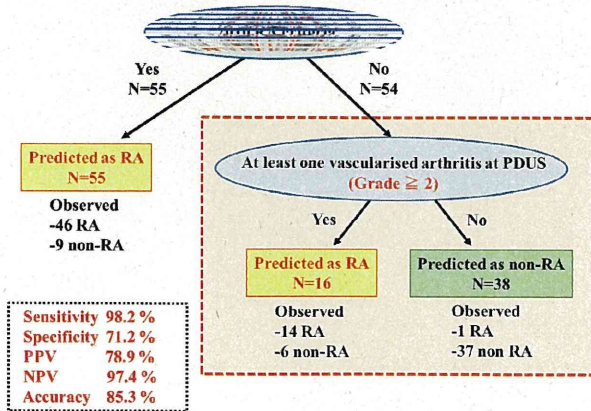 Yes
N=55
No
N=54
Predicted as RA
N=55
Observed
-46 RA
-9 non-RA
At least one vascularised arthritis at PDUS
(Grade ≧ 2)
Yes
No
Predicted as RA
N=16
Observed
-14 RA
-6 non-RA
Predicted as non-RA
N=38
Observed
-1 RA
-37 non RA
Sensitivity 98.2 %
Specificity 71.2 %
PPV 78.9 %
NPV 97.4 %
Accuracy 85.3 %